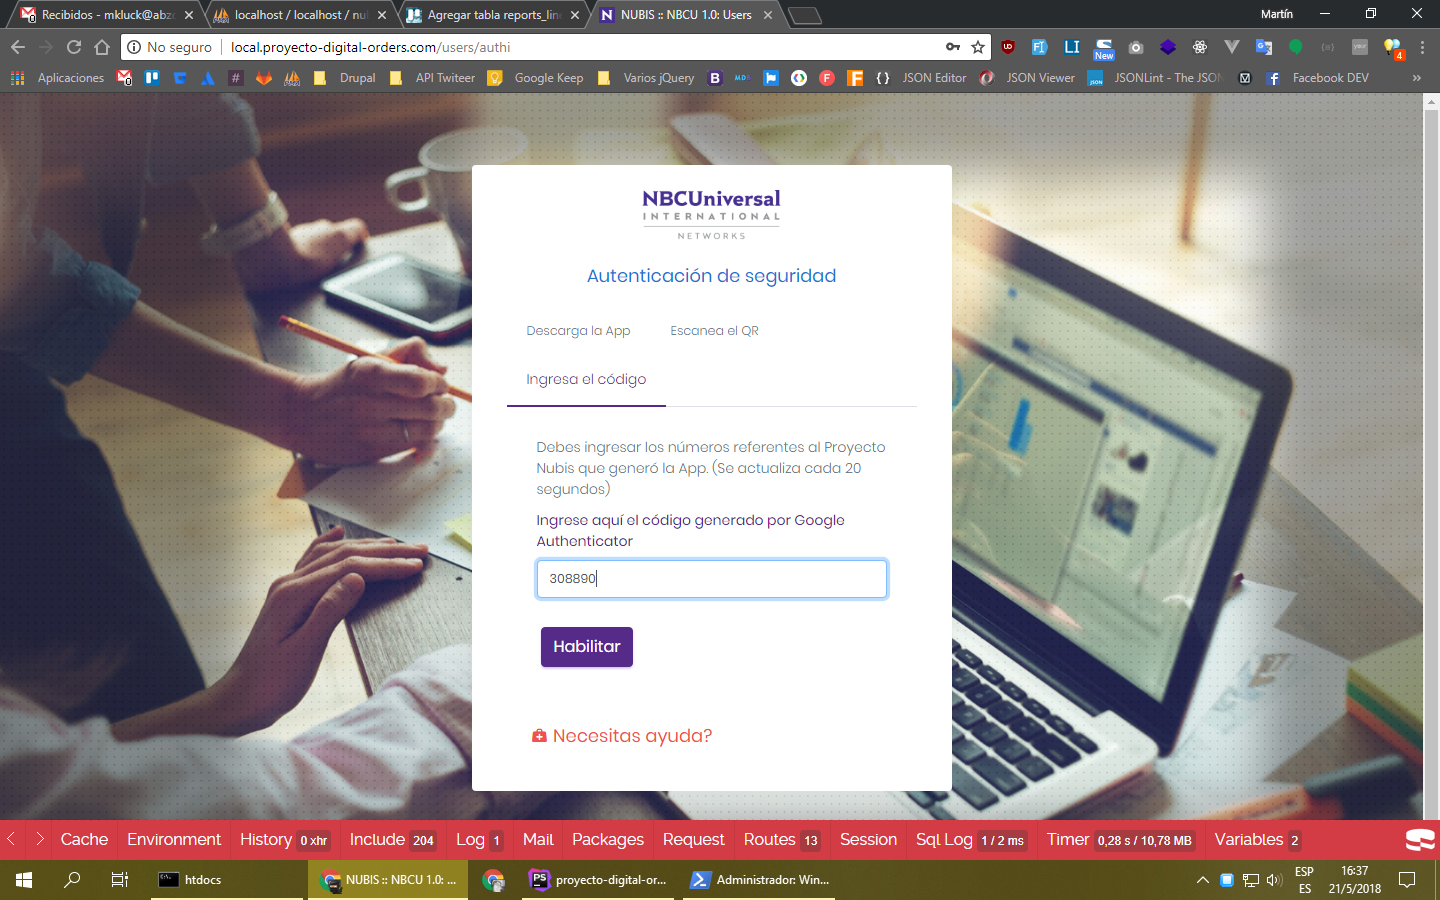 Recibidos - mkluck@abzc
localhost / localhost / nul
Agregar tabla reports_line
NUBIS :: NBCU 1.0: Users
Martín
No seguro
local.proyecto-digital-orders.com/users/authi
New
4
Aplicaciones
Drupal
API Twiteer
Google Keep
Varios jQuery
JSON Editor
JSON Viewer
JSONLint - The JSON
Facebook DEV
»
NBCUniversal
INTERNATIONAL
NETWORKS
Autenticación de seguridad
Descarga la App
Escanea el QR
Ingresa el código
Debes ingresar los números referentes al Proyecto
Nubis que generó la App. (Se actualiza cada 20
segundos)
Ingrese aquí el código generado por Google
Authenticator
308890
Habilitar
Necesitas ayuda?
Cache
Environment
History 0 xhr
Include 204
Log 1
Mail
Packages
Request
Routes 13
Session
Sql Log 1 / 2 ms
Timer 0,28 s / 10,78 MB
Variables 2
htdocs
NUBIS :: NBCU 1.0: ...
proyecto-digital-or...
Administrador: Win...
ESP
ES
16:37
21/5/2018